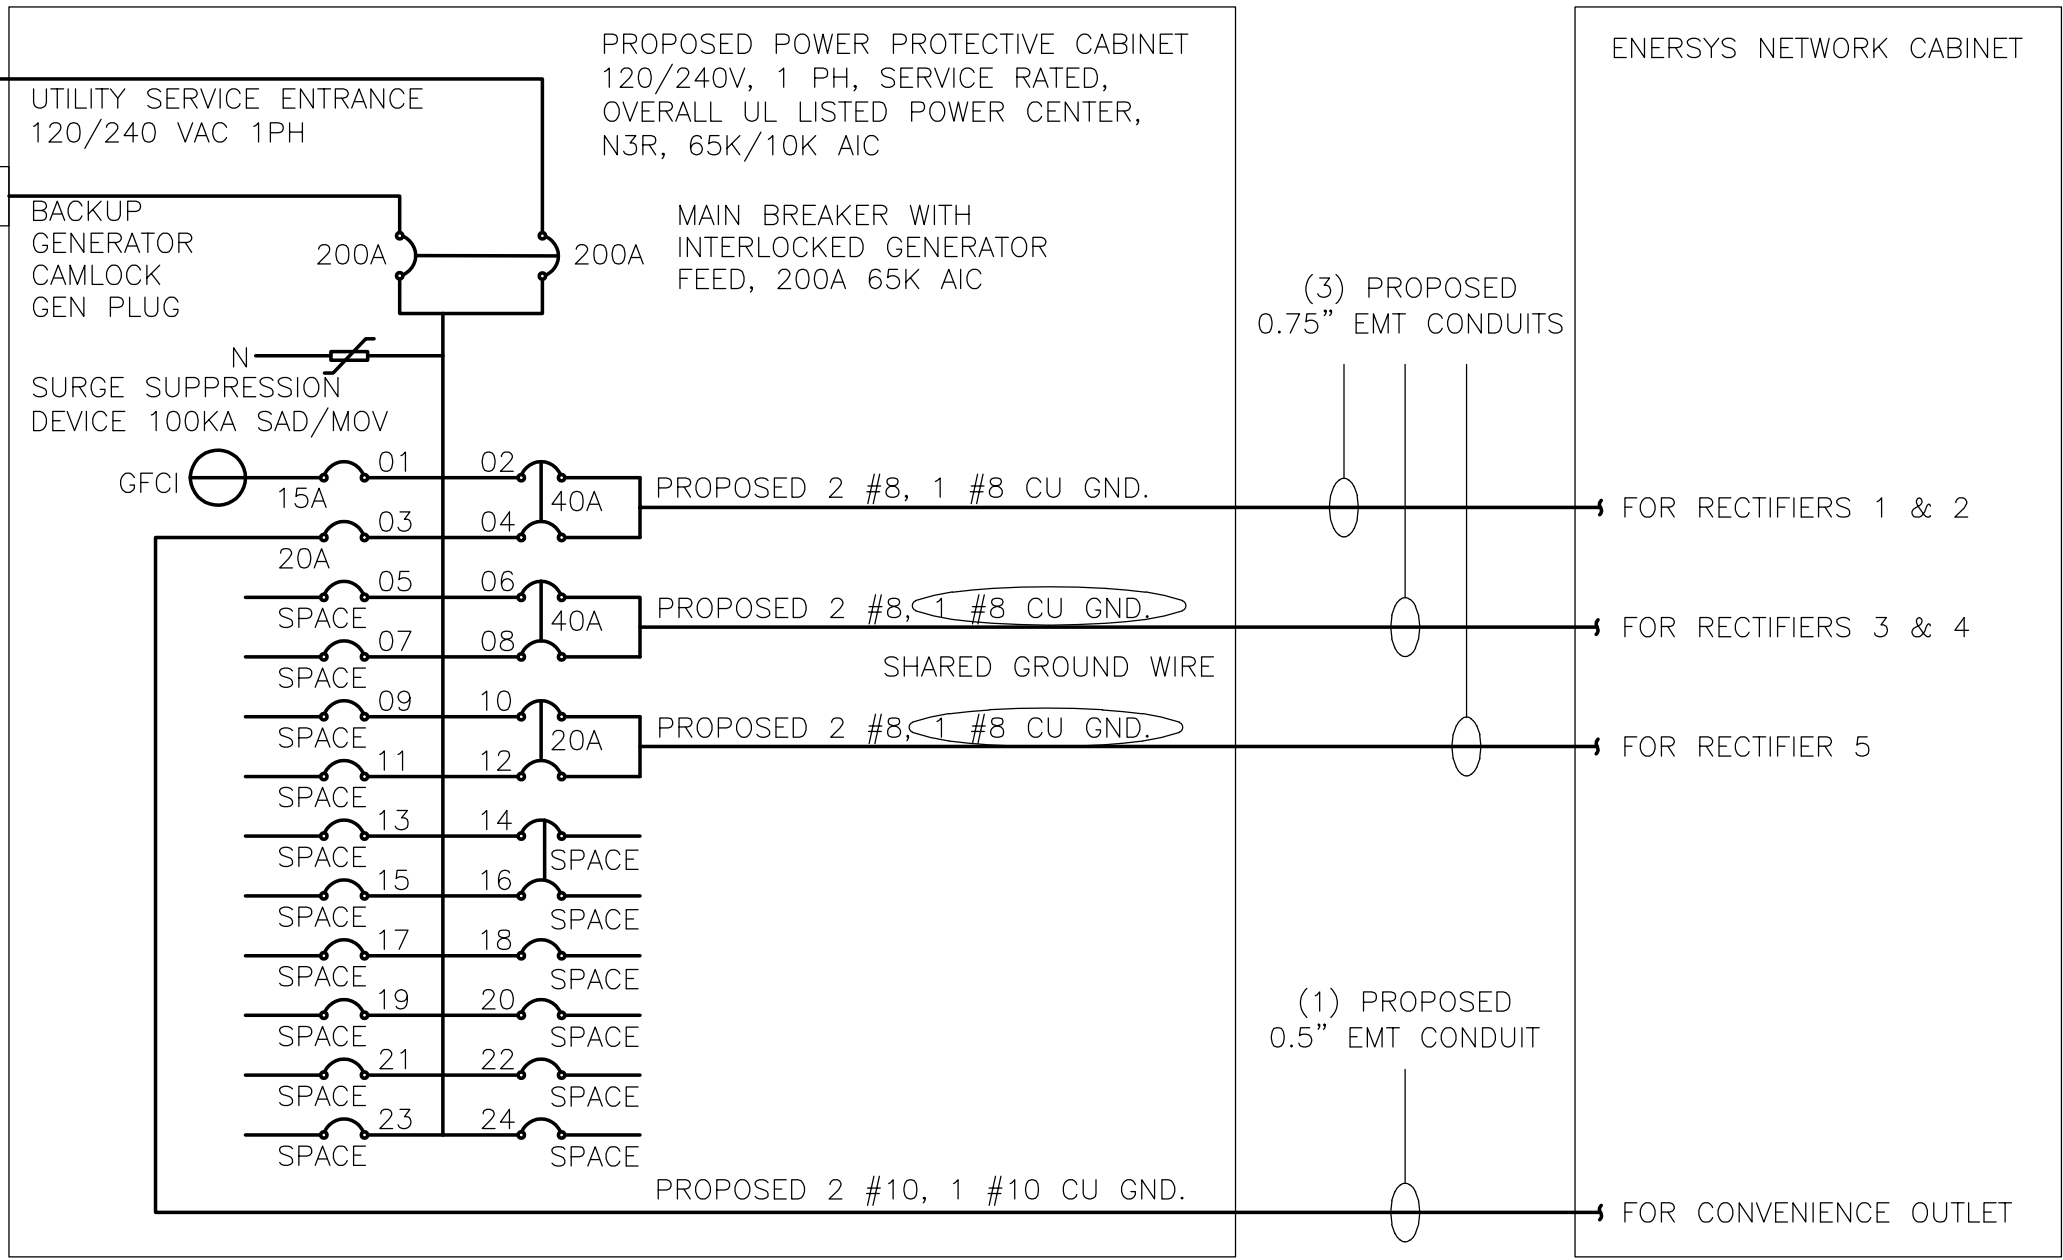 PROPOSED POWER PROTECTIVE CABINET
120/240V, 1 PH, SERVICE RATED,
OVERALL UL LISTED POWER CENTER,
N3R, 65K/10K AIC
ENERSYS NETWORK CABINET
UTILITY SERVICE ENTRANCE
120/240 VAC 1PH
BACKUP
GENERATOR
CAMLOCK
GEN PLUG
200A
200A
MAIN BREAKER WITH
INTERLOCKED GENERATOR
FEED, 200A 65K AIC
(3) PROPOSED
0.75” EMT CONDUITS
N
SURGE SUPPRESSION
DEVICE 100KA SAD/MOV
GFCI
01
15A
02
40A
PROPOSED 2 #8, 1 #8 CU GND.
FOR RECTIFIERS 1 & 2
03
20A
04
05
SPACE
06
40A
PROPOSED 2 #8, 1 #8 CU GND.
FOR RECTIFIERS 3 & 4
07
SPACE
08
SHARED GROUND WIRE
09
SPACE
10
20A
PROPOSED 2 #8, 1 #8 CU GND.
FOR RECTIFIER 5
11
SPACE
12
13
SPACE
14
SPACE
15
SPACE
16
SPACE
17
SPACE
18
SPACE
19
SPACE
20
SPACE
21
SPACE
22
SPACE
23
SPACE
24
SPACE
(1) PROPOSED
0.5” EMT CONDUIT
PROPOSED 2 #10, 1 #10 CU GND.
FOR CONVENIENCE OUTLET